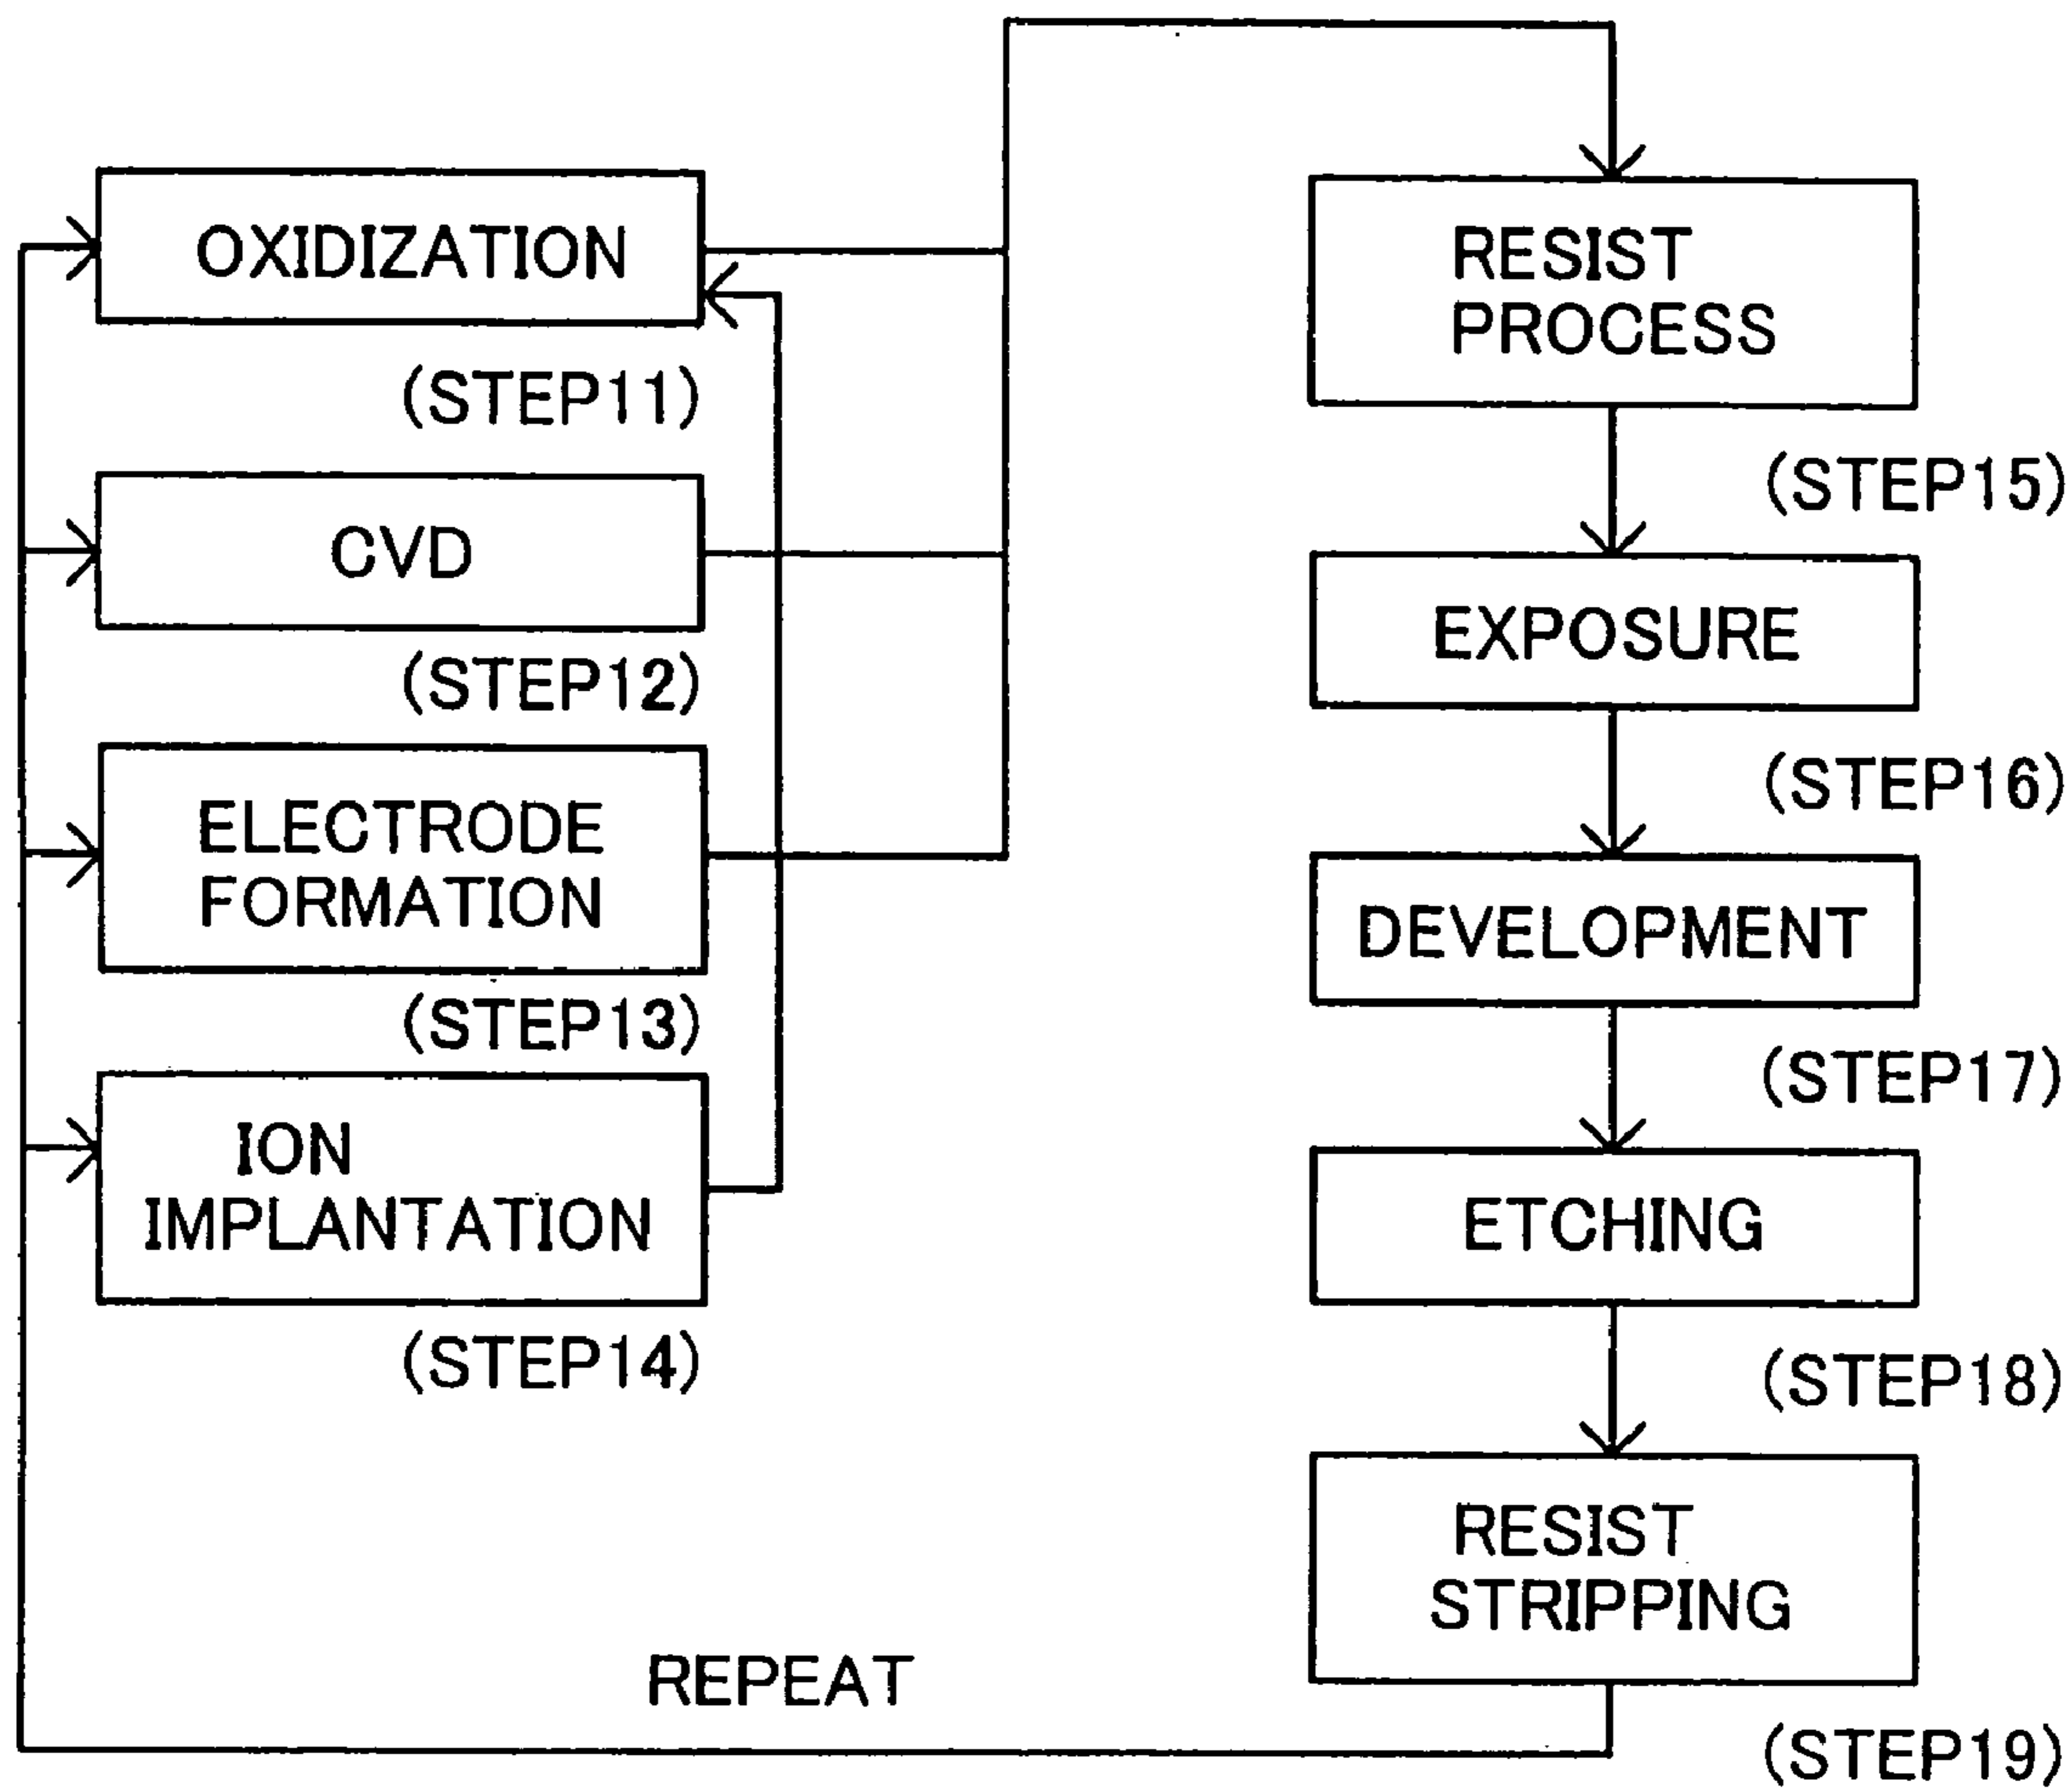 OXIDIZATION
(STEP11)
CVD
(STEP12)
ELECTRODE
FORMATION
(STEP13)
ION
IMPLANTATION
(STEP14)
RESIST
PROCESS
(STEP15)
EXPOSURE
(STEP16)
DEVELOPMENT
(STEP17)
ETCHING
(STEP18)
RESIST
STRIPPING
(STEP19)
REPEAT